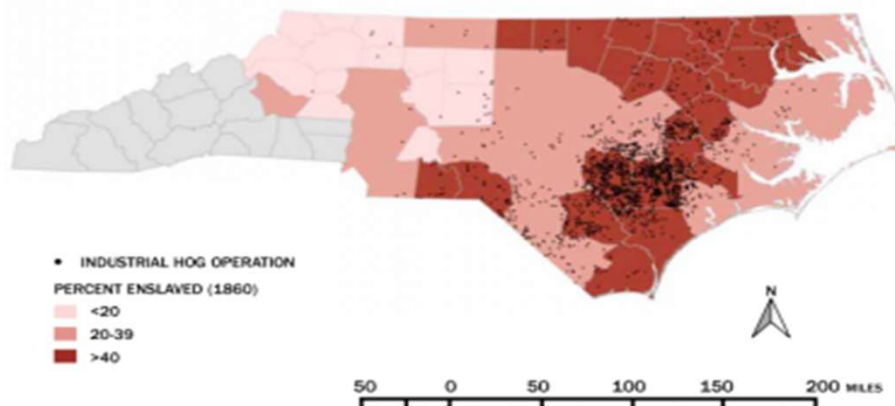 INDUSTRIAL HOG OPERATION
PERCENT ENSLAVED (1860)
<20
20-39
>40
N
50 0 50 100 150 200 MILES